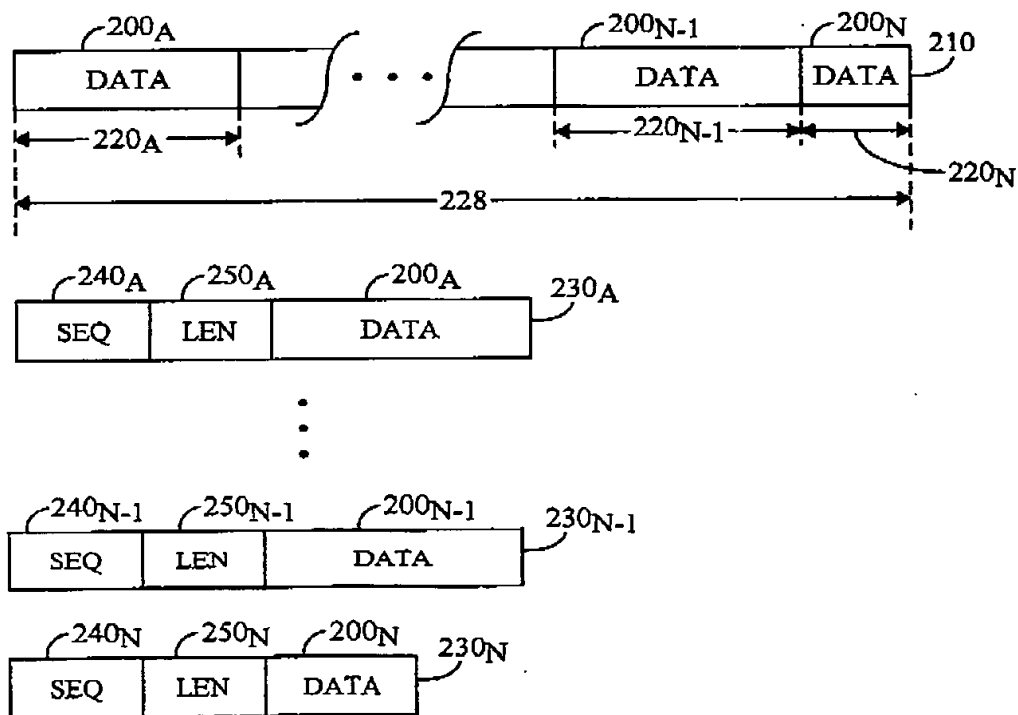 200A 200N-1 200N 210
DATA DATA DATA
220A 220N-1 220N
228
240A 250A 200A 230A
SEQ LEN DATA
240N-1 250N-1 200N-1 230N-1
SEQ LEN DATA
240N 250N 200N 230N
SEQ LEN DATA